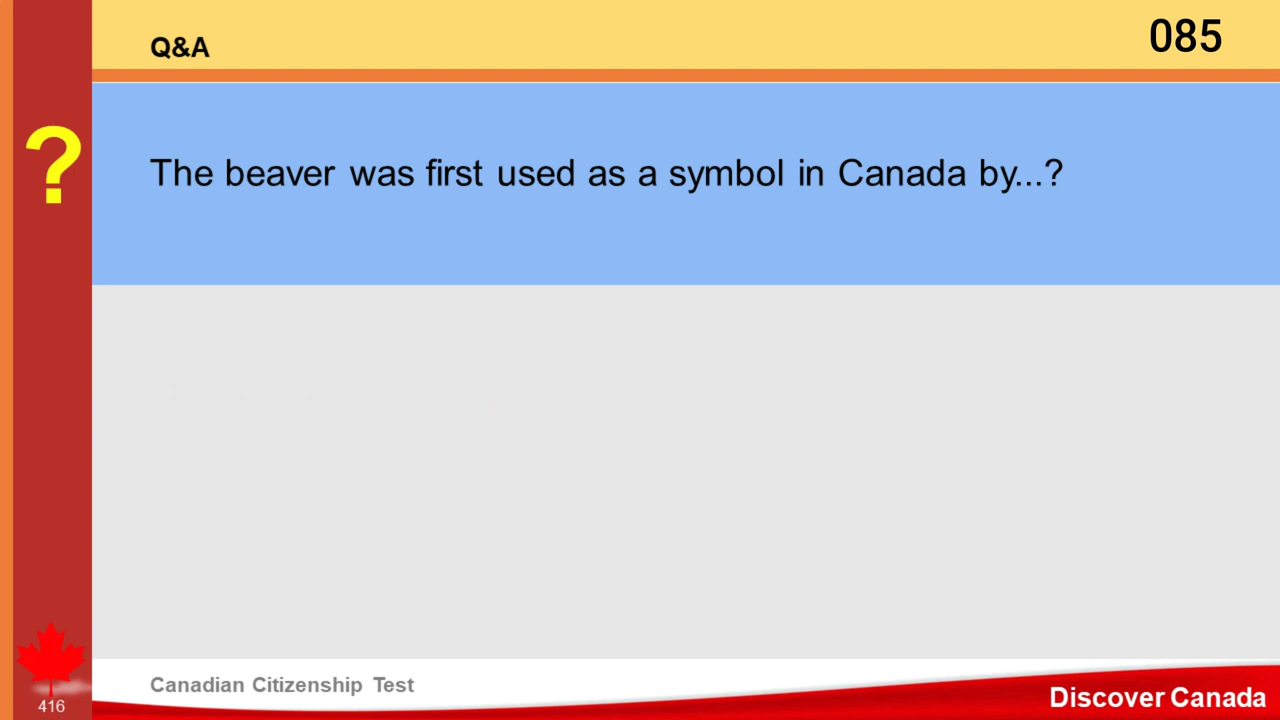 Q&A
085
?
The beaver was first used as a symbol in Canada by...?
Canadian Citizenship Test
416
Discover Canada